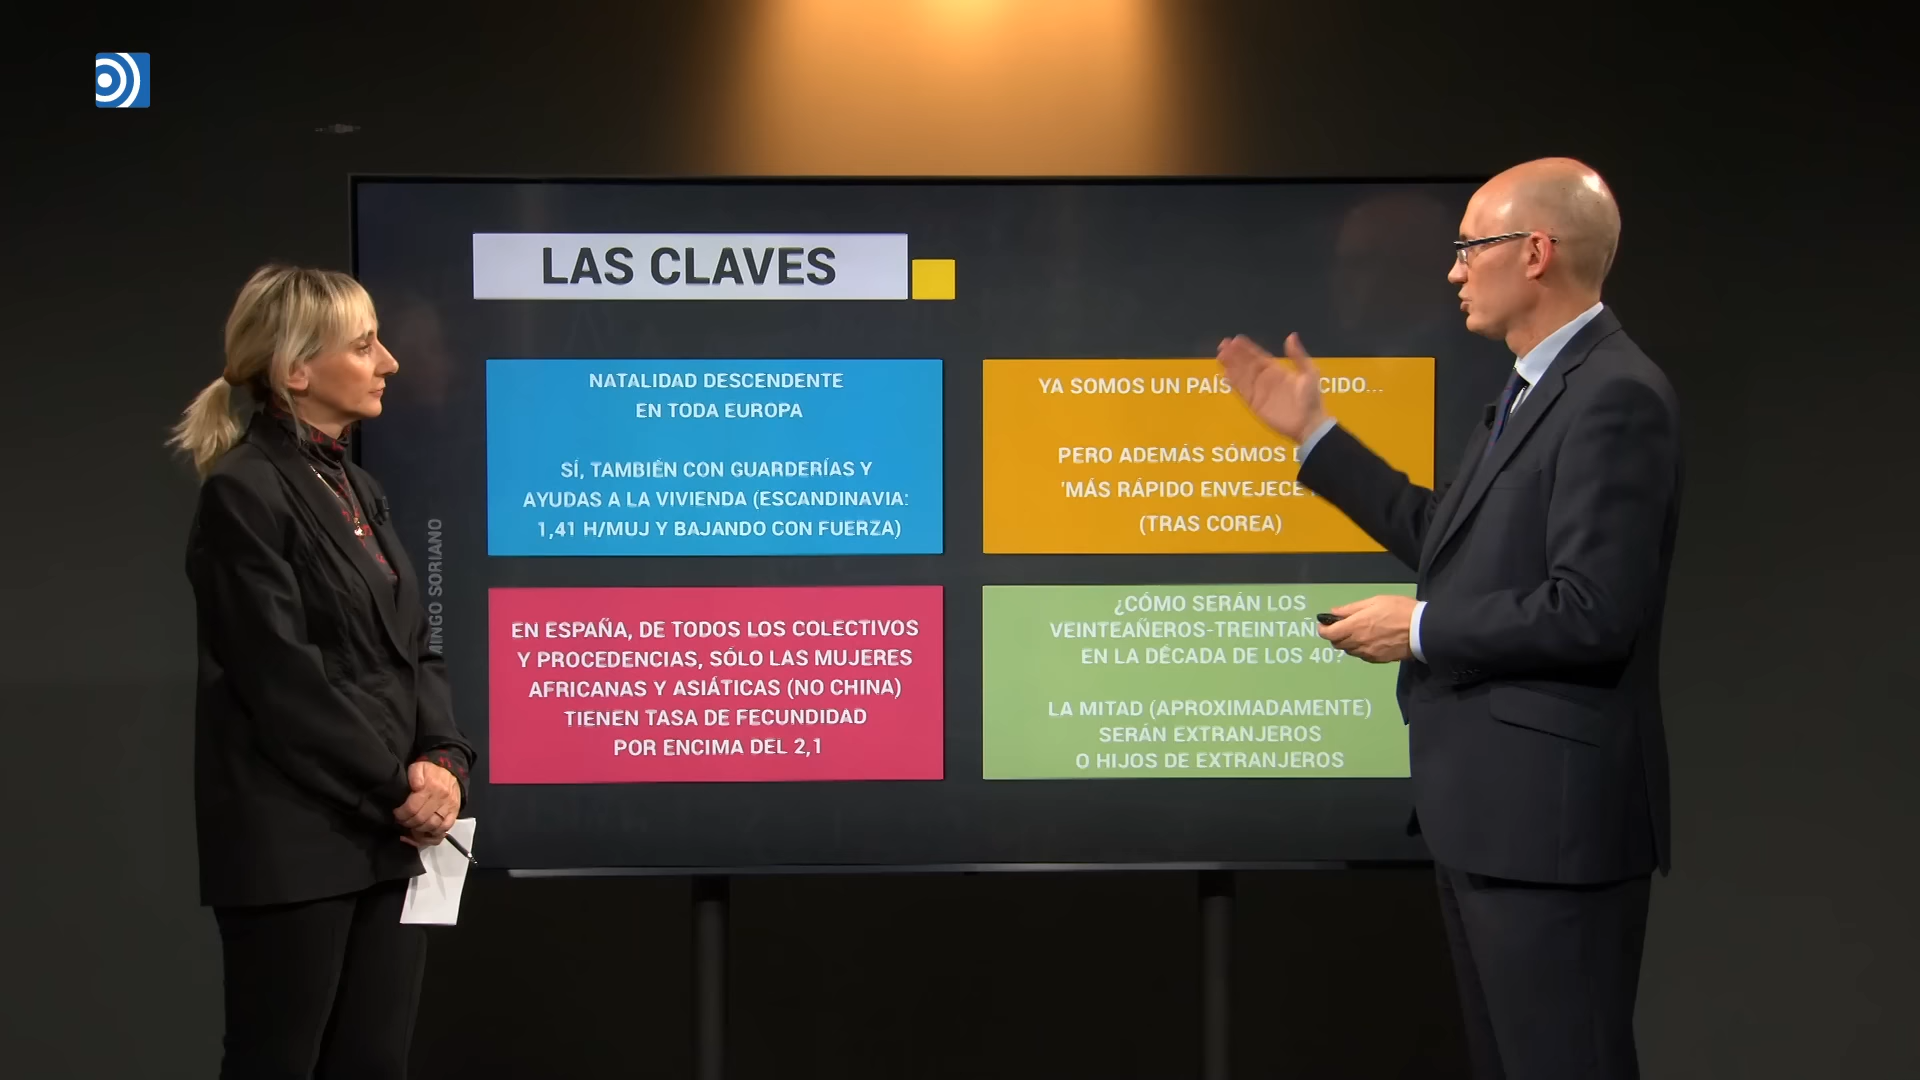 LAS CLAVES
NATALIDAD DESCENDENTE
EN TODA EUROPA
SÍ, TAMBIÉN CON GUARDERÍAS Y
AYUDAS A LA VIVIENDA (ESCANDINAVIA:
1,41 H/MUJ Y BAJANDO CON FUERZA)
YA SOMOS UN
PERO ADEMÁS SOMOS
'MÁS RÁPIDO
(TRAS COREA)
EN ESPAÑA, DE TODOS LOS COLECTIVOS
Y PROCEDENCIAS, SÓLO LAS MUJERES
AFRICANAS Y ASIÁTICAS (NO CHINA)
TIENEN TASA DE FECUNDIDAD
POR ENCIMA DEL 2,1
¿CÓMO SERÁN LOS
EN LA DÉCADA DE LOS 40?
LA MITAD (APROXIMADAMENTE)
SERÁN EXTRANJEROS
O HIJOS DE EXTRANJEROS
SORIANO